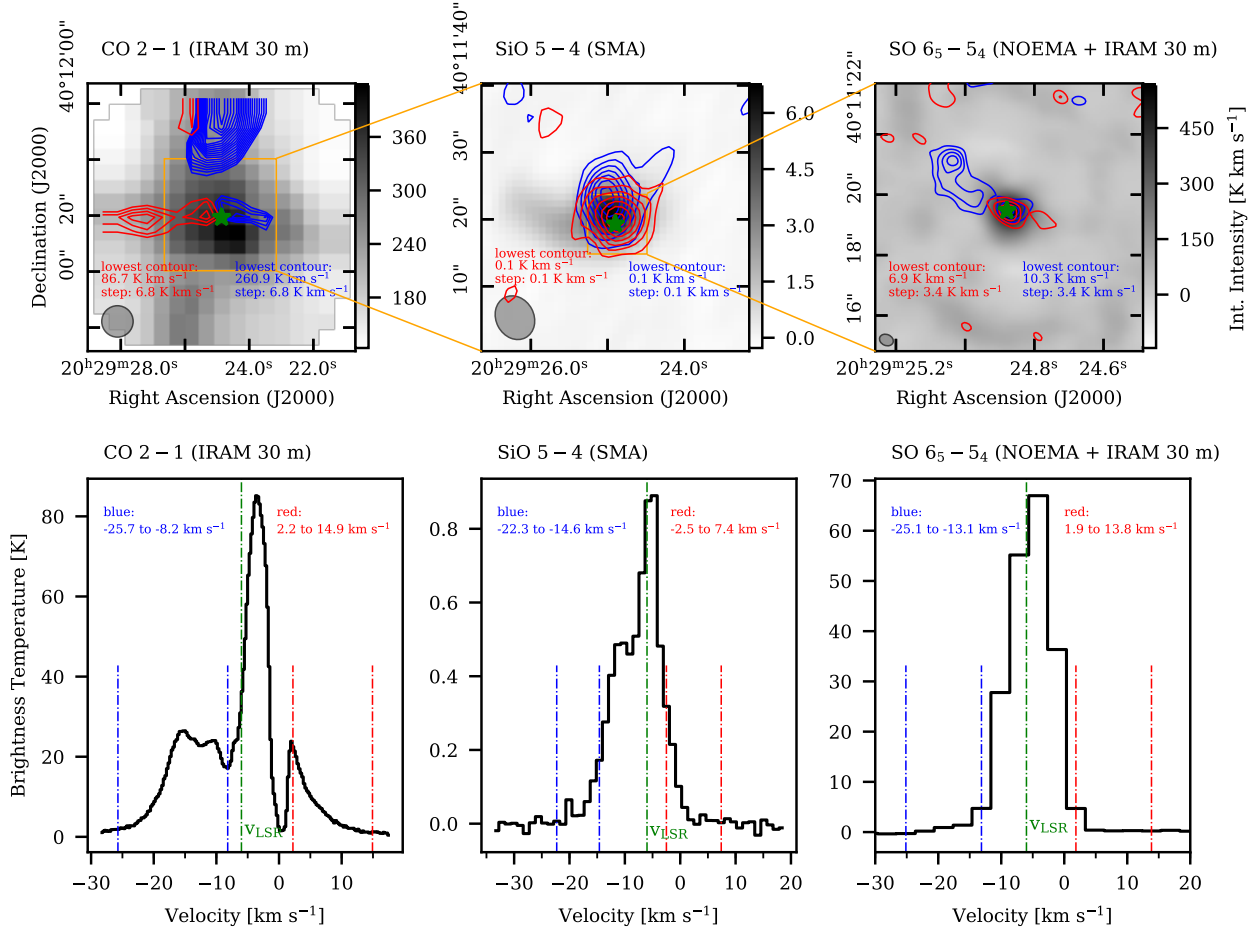 CO 2 − 1 (IRAM 30 m)
SiO 5 − 4 (SMA)
SO 6₅ − 5₄ (NOEMA + IRAM 30 m)
Declination (J2000)
40°12'00"
20"
00"
lowest contour:
86.7 K km s⁻¹
step: 6.8 K km s⁻¹
lowest contour:
260.9 K km s⁻¹
step: 6.8 K km s⁻¹
360
300
240
180
20ʰ29ᵐ28.0ˢ
24.0ˢ
22.0ˢ
Right Ascension (J2000)
40°11'40"
30"
20"
10"
lowest contour:
0.1 K km s⁻¹
step: 0.1 K km s⁻¹
lowest contour:
0.1 K km s⁻¹
step: 0.1 K km s⁻¹
6.0
4.5
3.0
1.5
0.0
20ʰ29ᵐ26.0ˢ
24.0ˢ
Right Ascension (J2000)
40°11'22"
20"
18"
16"
lowest contour:
6.9 K km s⁻¹
step: 3.4 K km s⁻¹
lowest contour:
10.3 K km s⁻¹
step: 3.4 K km s⁻¹
450
300
150
0
Int. Intensity [K km s⁻¹]
20ʰ29ᵐ25.2ˢ
24.8ˢ
24.6ˢ
Right Ascension (J2000)
CO 2 − 1 (IRAM 30 m)
SiO 5 − 4 (SMA)
SO 6₅ − 5₄ (NOEMA + IRAM 30 m)
Brightness Temperature [K]
80
60
40
20
0
blue:
-25.7 to -8.2 km s⁻¹
red:
2.2 to 14.9 km s⁻¹
v_LSR
−30
−20
−10
0
10
Velocity [km s⁻¹]
0.8
0.6
0.4
0.2
0.0
blue:
-22.3 to -14.6 km s⁻¹
red:
-2.5 to 7.4 km s⁻¹
v_LSR
−30
−20
−10
0
10
20
Velocity [km s⁻¹]
70
60
50
40
30
20
10
0
blue:
-25.1 to -13.1 km s⁻¹
red:
1.9 to 13.8 km s⁻¹
v_LSR
−30
−20
−10
0
10
20
Velocity [km s⁻¹]